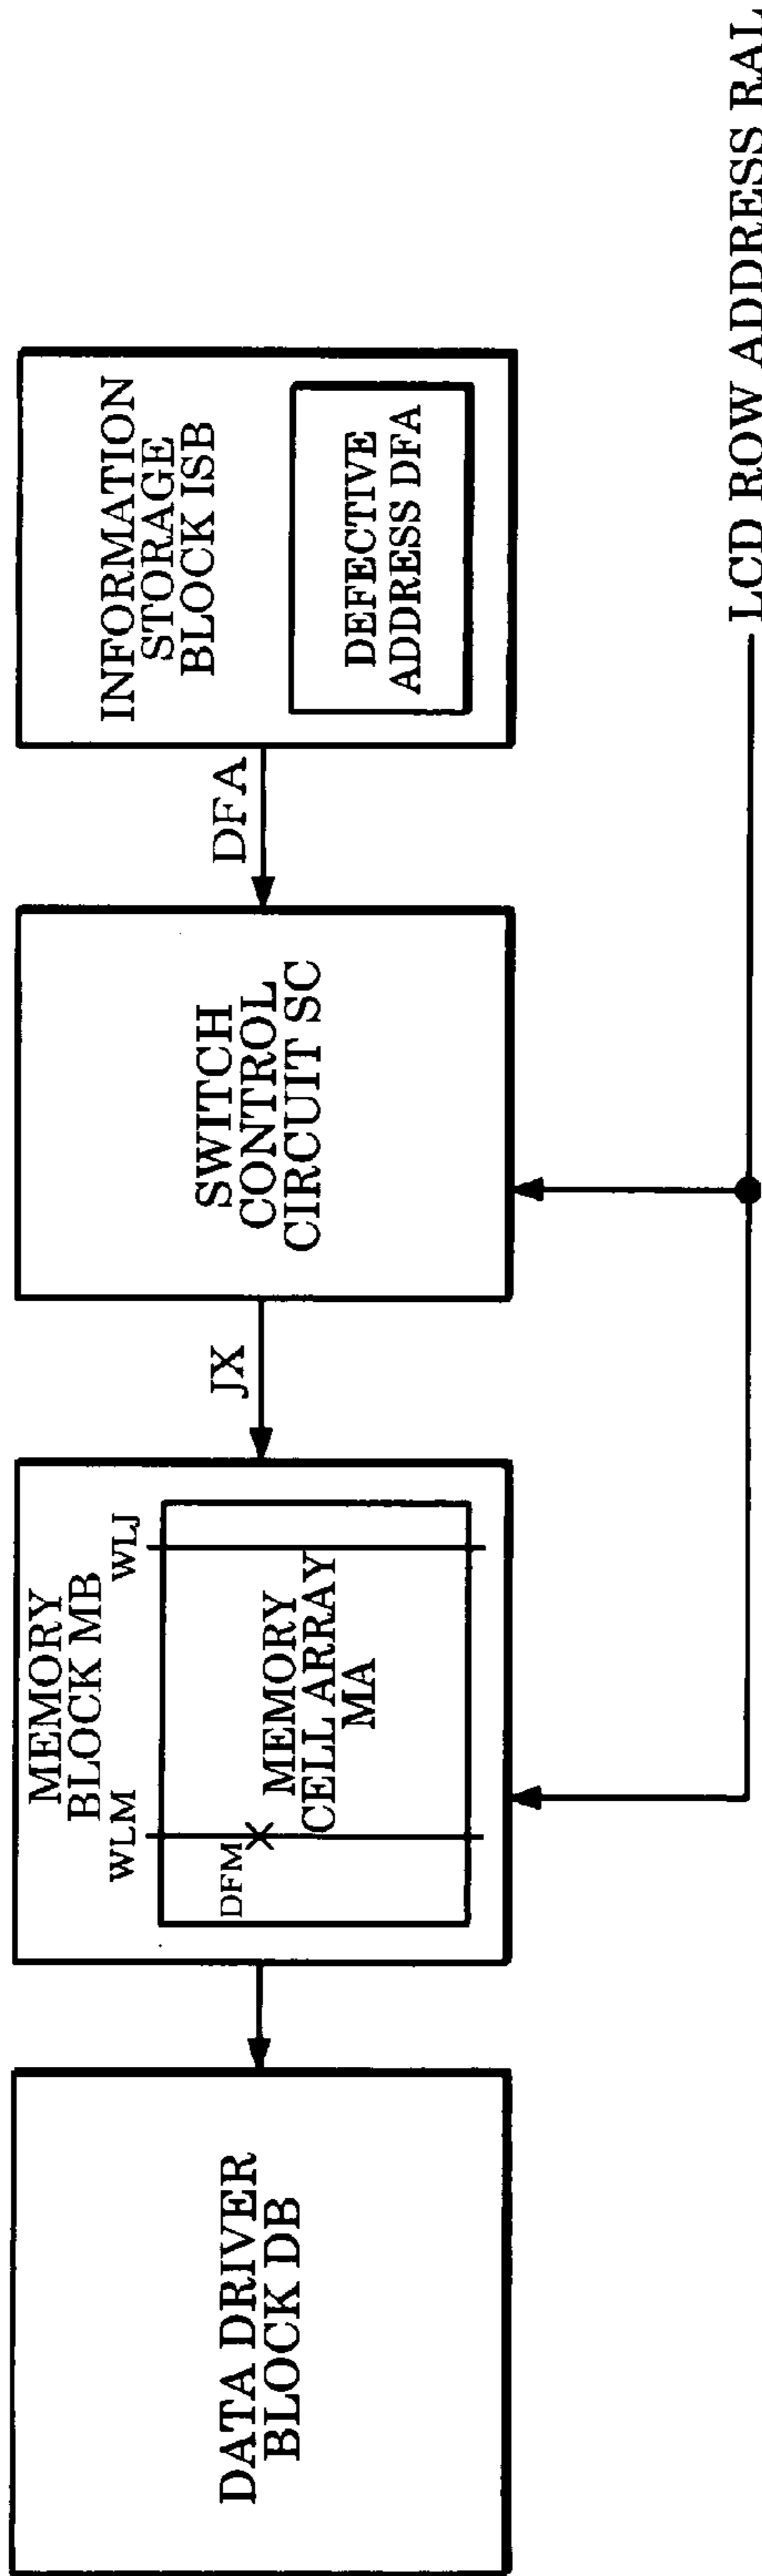 DATA DRIVER
BLOCK DB
MEMORY
BLOCK MB
WLM
WLJ
DFM
MEMORY
CELL ARRAY
MA
JX
SWITCH
CONTROL
CIRCUIT SC
DFA
INFORMATION
STORAGE
BLOCK ISB
DEFECTIVE
ADDRESS DFA
LCD ROW ADDRESS RAL